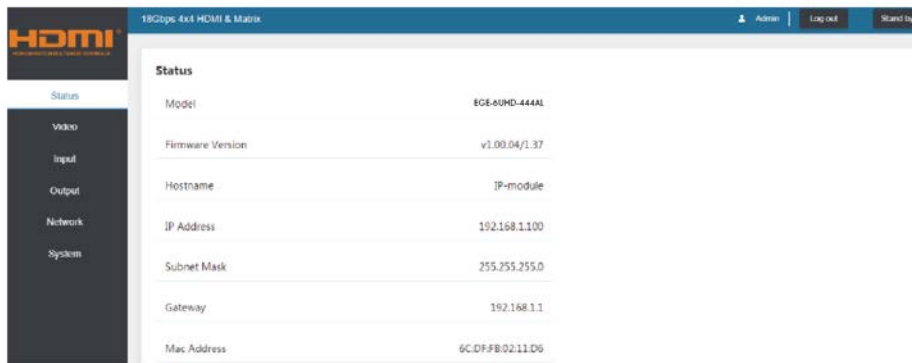 18Gbps 4x4 HDMI & Matrix
Admin
Log out
Stand by
HDMI
Status
Status
Video
Input
Output
Network
System
Model EGE-6UHD-444AL
Firmware Version v1.00.04/1.37
Hostname IP-module
IP Address 192.168.1.100
Subnet Mask 255.255.255.0
Gateway 192.168.1.1
Mac Address 6C:DF:FB:02:11:D6